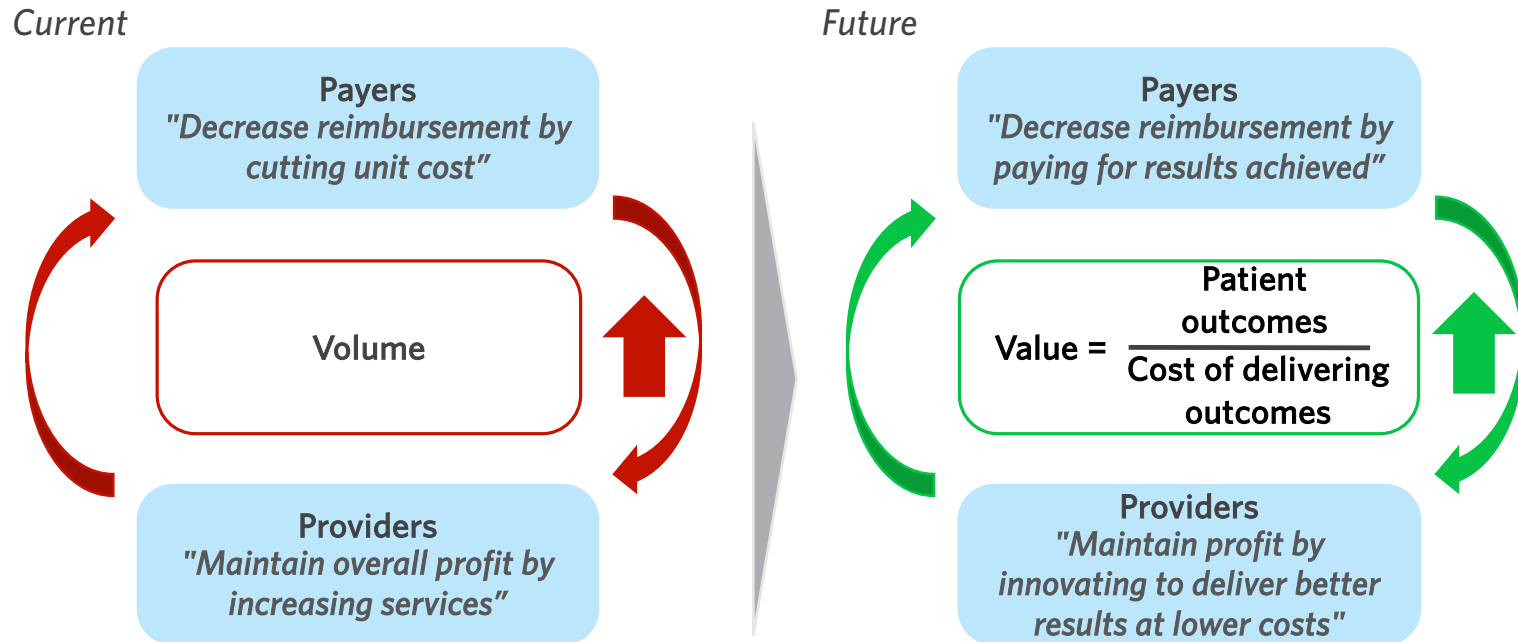 Current
Payers
"Decrease reimbursement by
cutting unit cost”
Volume
Providers
"Maintain overall profit by
increasing services”
Future
Payers
"Decrease reimbursement by
paying for results achieved”
Value =
Patient
outcomes
Cost of delivering
outcomes
Providers
"Maintain profit by
innovating to deliver better
results at lower costs"